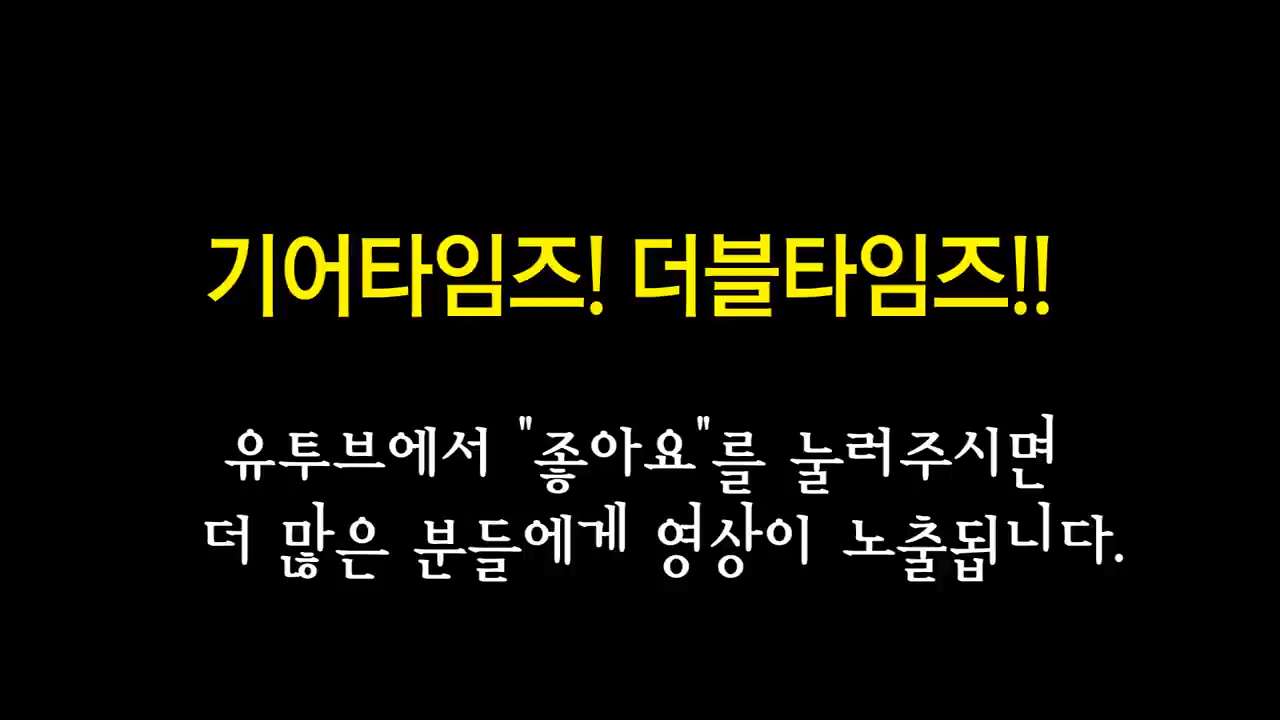 기어타임즈! 더블타임즈!!
유투브에서 "좋아요"를 눌러주시면
더 많은 분들에게 영상이 노출됩니다.